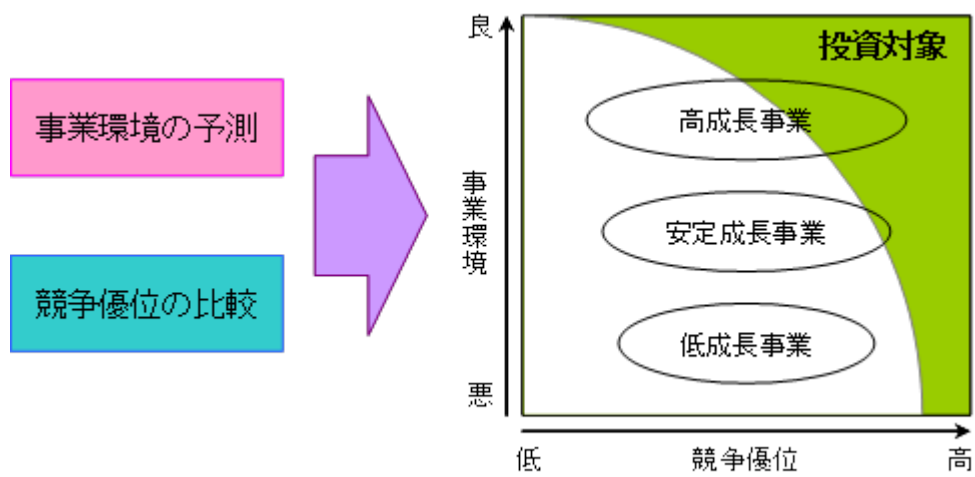 事業環境の予測
競争優位の比較
良
事業環境
悪
投資対象
高成長事業
安定成長事業
低成長事業
低
競争優位
高